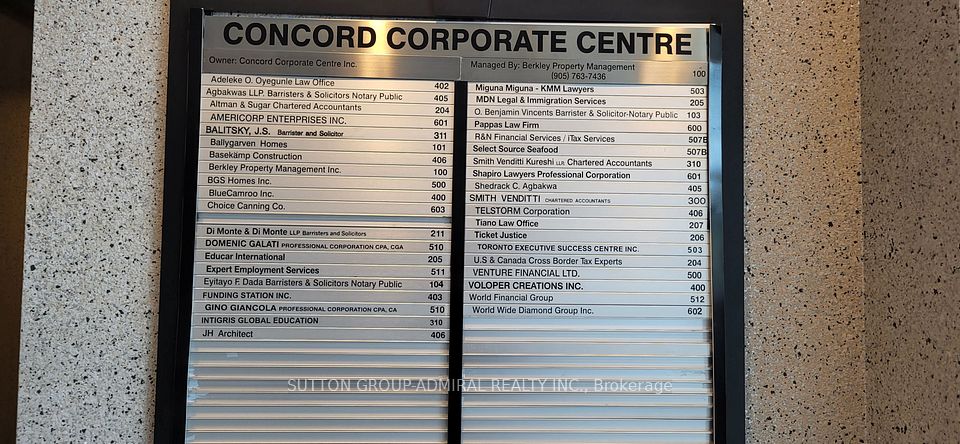 CONCORD CORPORATE CENTRE
Owner: Concord Corporate Centre Inc.
Managed By: Berkley Property Management 100
(905) 763-7436
Adeleke O. Oyegunle Law Office 402
Agbakwas LLP. Barristers & Solicitors Notary Public 405
Altman & Sugar Chartered Accountants 204
AMERICORP ENTERPRISES INC. 601
BALITSKY, J.S. Barrister and Solicitor 311
Ballygarven Homes 101
Basekämp Construction 406
Berkley Property Management Inc. 100
BGS Homes Inc. 500
BlueCamroo Inc. 400
Choice Canning Co. 603
Di Monte & Di Monte LLP Barristers and Solicitors 211
DOMENIC GALATI PROFESSIONAL CORPORATION CPA, CGA 510
Educar International 205
Expert Employment Services 511
Eyitayo F. Dada Barristers & Solicitors Notary Public 104
FUNDING STATION INC. 403
GINO GIANCOLA PROFESSIONAL CORPORATION CPA, CA 510
INTIGRIS GLOBAL EDUCATION 310
JH Architect 406
Miguna Miguna - KMM Lawyers 503
MDN Legal & Immigration Services 205
O. Benjamin Vincents Barrister & Solicitor-Notary Public 103
Pappas Law Firm 600
R&N Financial Services / iTax Services 507B
Select Source Seafood 507B
Smith Venditti Kureshi LLP, Chartered Accountants 310
Shapiro Lawyers Professional Corporation 601
Shedrack C. Agbakwa 405
SMITH VENDITTI CHARTERED ACCOUNTANTS 300
TELSTORM Corporation 406
Tiano Law Office 207
Ticket Justice 206
TORONTO EXECUTIVE SUCCESS CENTRE INC. 503
U.S & Canada Cross Border Tax Experts 204
VENTURE FINANCIAL LTD. 500
VOLOPER CREATIONS INC. 400
World Financial Group 512
World Wide Diamond Group Inc. 602
SUTTON GROUP-ADMIRAL REALTY INC., Brokerage